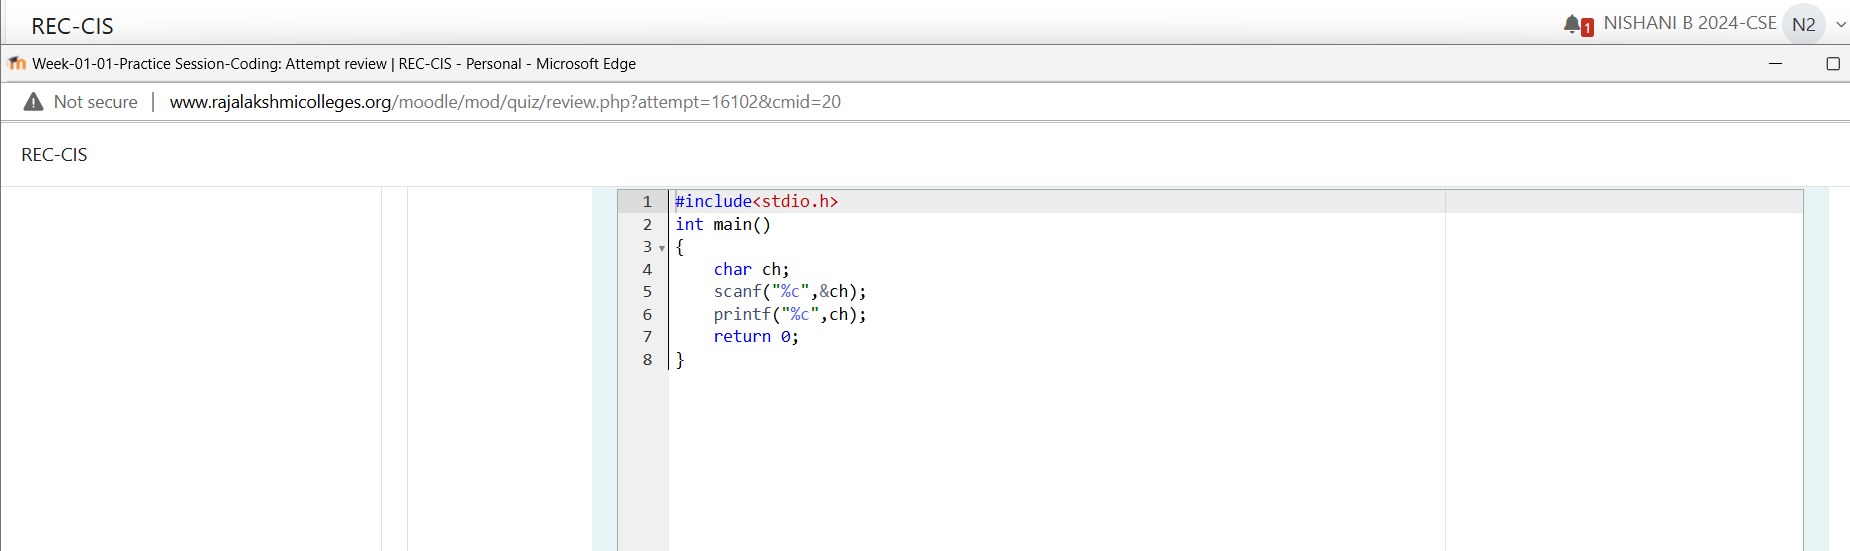 REC-CIS
1 NISHANI B 2024-CSE N2
Week-01-01-Practice Session-Coding: Attempt review | REC-CIS - Personal - Microsoft Edge
Not secure | www.rajalakshmicolleges.org/moodle/mod/quiz/review.php?attempt=16102&cmid=20
REC-CIS
1 #include<stdio.h>
2 int main()
3 {
4     char ch;
5     scanf("%c",&ch);
6     printf("%c",ch);
7     return 0;
8 }